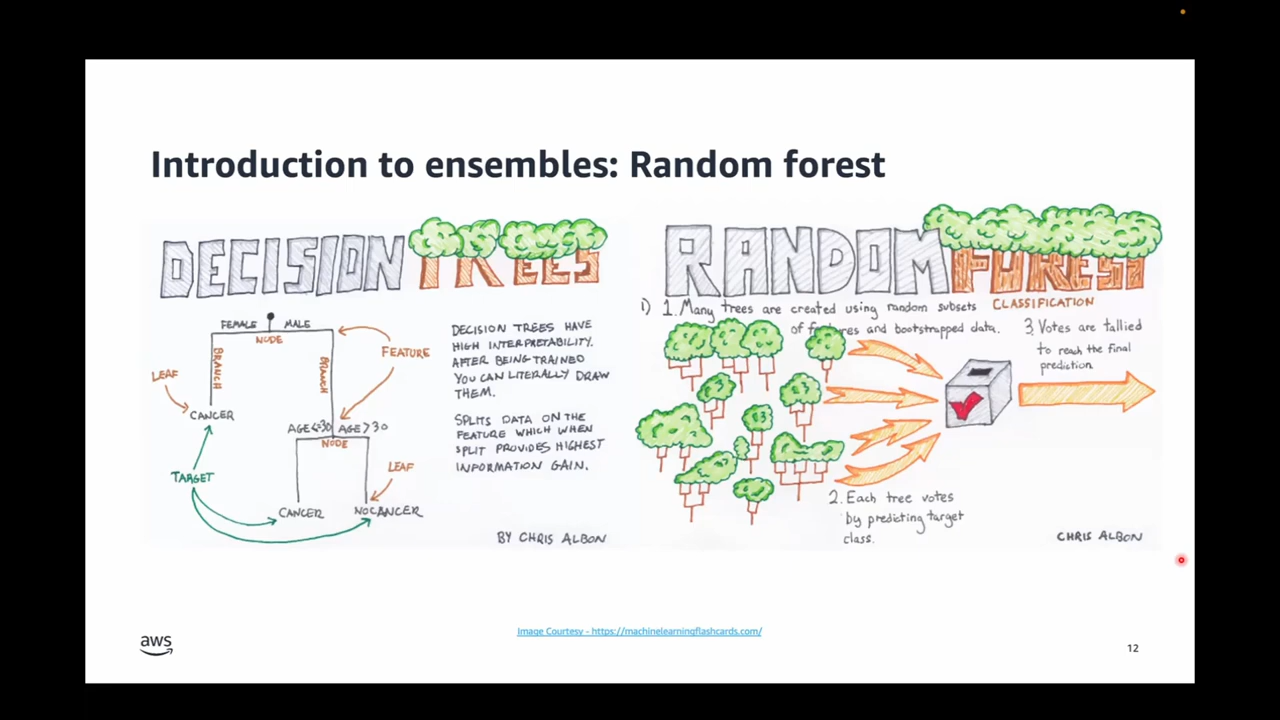 Introduction to ensembles: Random forest
DECISION TREES
FEMALE MALE
NODE
BRANCH
BRANCH
FEATURE
LEAF
CANCER
AGE<=30 AGE>30
NODE
TARGET
LEAF
CANCER
NO CANCER
DECISION TREES HAVE
HIGH INTERPRETABILITY.
AFTER BEING TRAINED
YOU CAN LITERALLY DRAW
THEM.
SPLITS DATA ON THE
FEATURE WHICH WHEN
SPLIT PROVIDES HIGHEST
INFORMATION GAIN.
BY CHRIS ALBON
RANDOM FOREST
CLASSIFICATION
1) 1. Many trees are created using random subsets
of features and bootstrapped data.
3. Votes are tallied
to reach the final
prediction.
2. Each tree votes
by predicting target
class.
CHRIS ALBON
Image Courtesy - https://machinelearningflashcards.com/
aws
12